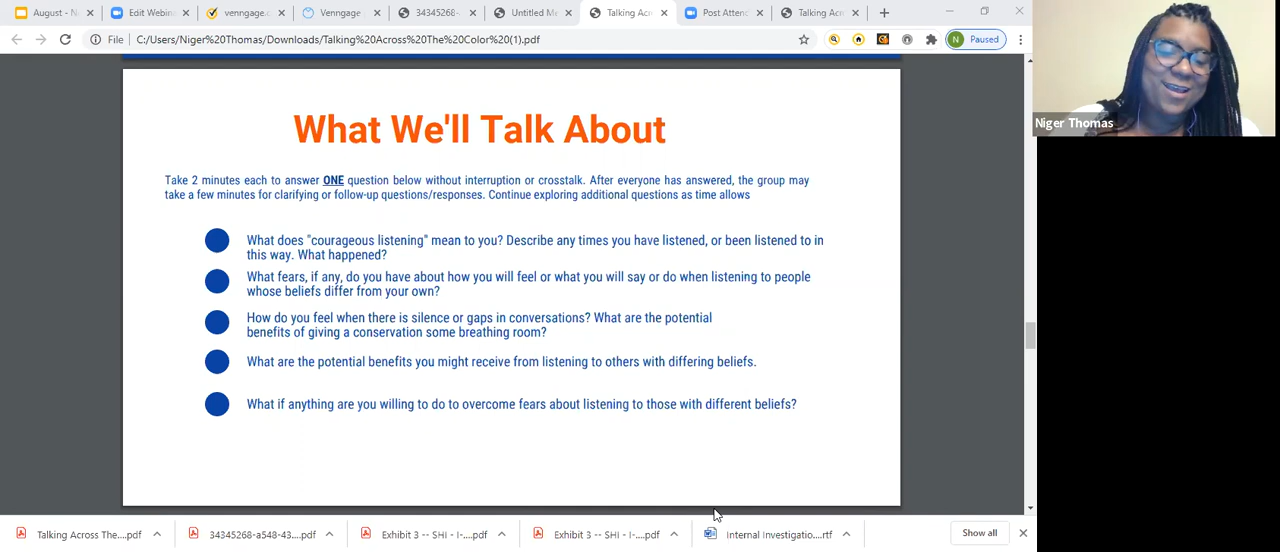 August - N
Edit Webina
venngage.c
Venngage
34345268-
Untitled Me
Talking Acr
Post Attend
Talking Acr
File
C:/Users/Niger%20Thomas/Downloads/Talking%20Across%20The%20Color%20(1).pdf
N
Paused
Niger Thomas
What We'll Talk About
Take 2 minutes each to answer ONE question below without interruption or crosstalk. After everyone has answered, the group may
take a few minutes for clarifying or follow-up questions/responses. Continue exploring additional questions as time allows
What does "courageous listening" mean to you? Describe any times you have listened, or been listened to in
this way. What happened?
What fears, if any, do you have about how you will feel or what you will say or do when listening to people
whose beliefs differ from your own?
How do you feel when there is silence or gaps in conversations? What are the potential
benefits of giving a conservation some breathing room?
What are the potential benefits you might receive from listening to others with differing beliefs.
What if anything are you willing to do to overcome fears about listening to those with different beliefs?
Talking Across The....pdf
34345268-a548-43....pdf
Exhibit 3 -- SHI - I-....pdf
Exhibit 3 -- SHI - I-....pdf
Internal Investigatio....rtf
Show all